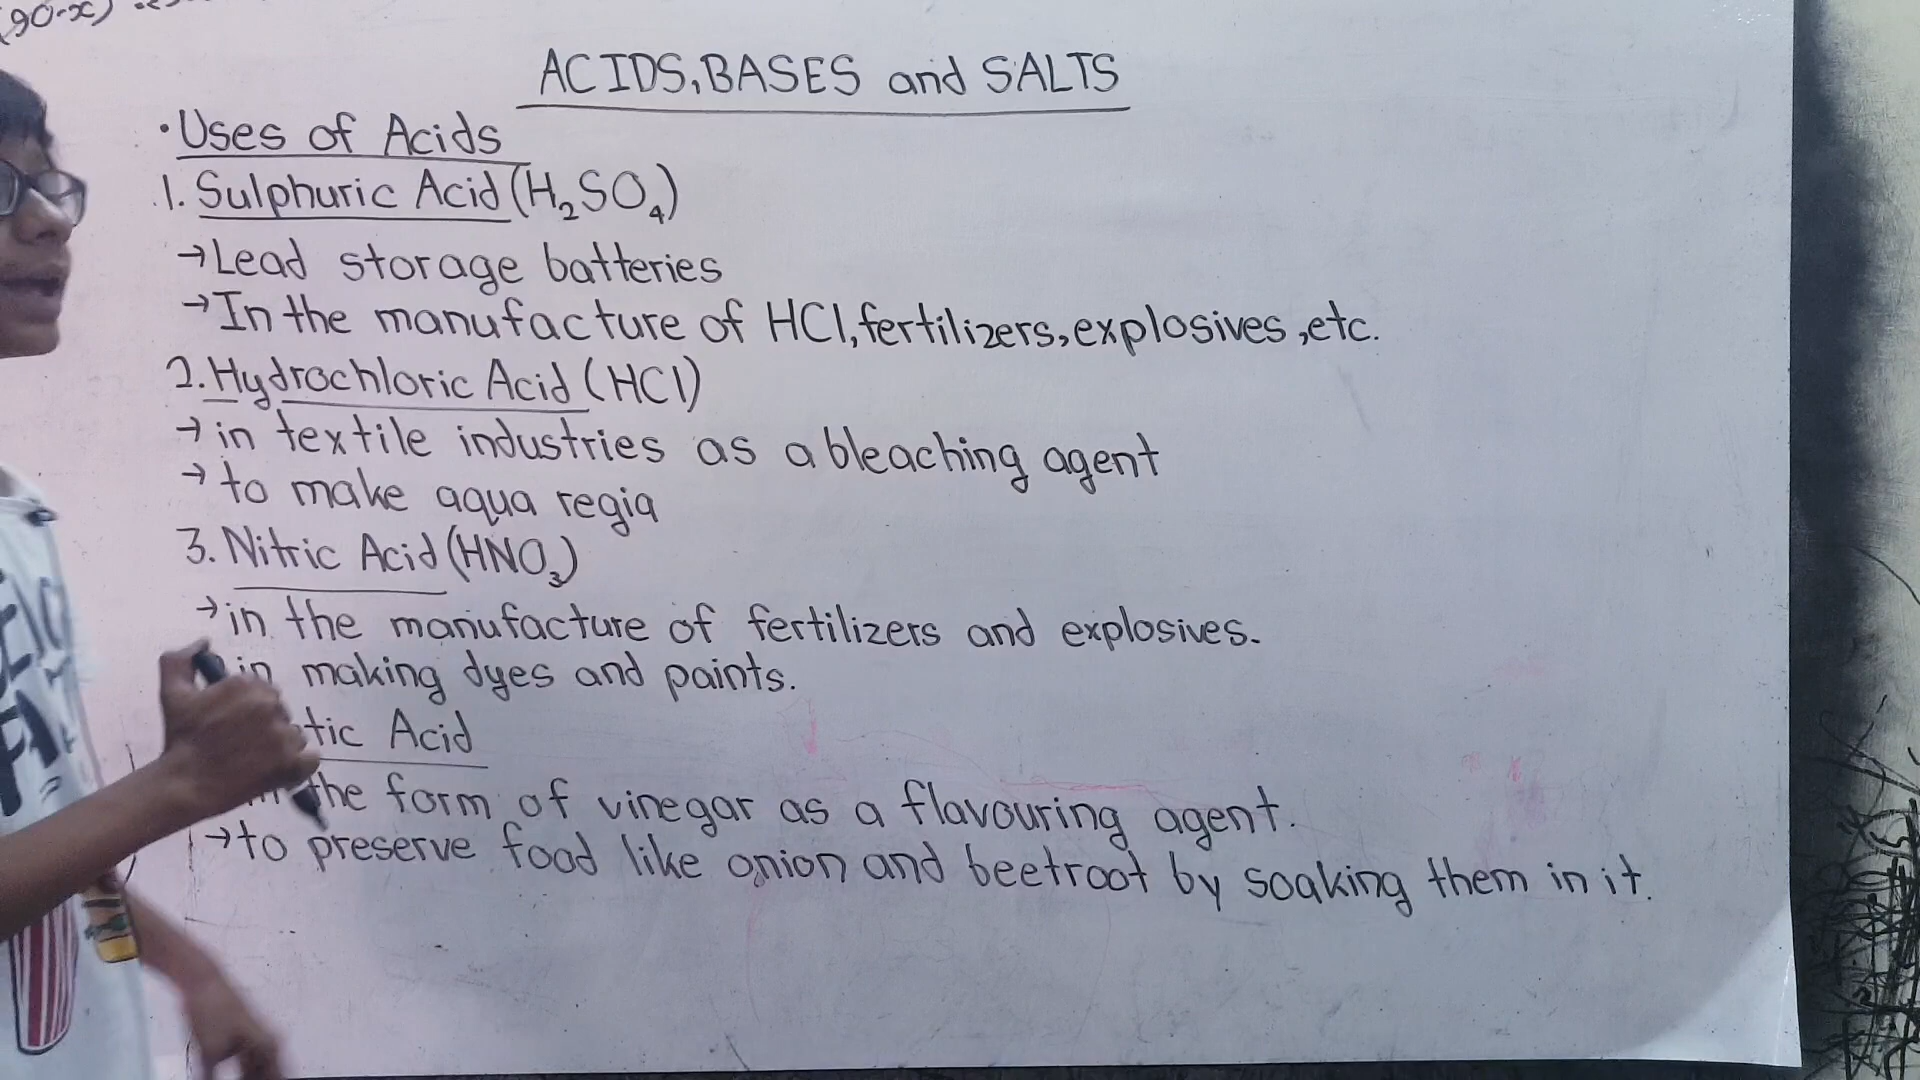 (90-x)
ACIDS, BASES and SALTS
•Uses of Acids
1. Sulphuric Acid (H₂SO₄)
→Lead storage batteries
→In the manufacture of HCl, fertilizers, explosives, etc.
2. Hydrochloric Acid (HCl)
→in textile industries as a bleaching agent
→to make aqua regia
3. Nitric Acid (HNO₃)
→in the manufacture of fertilizers and explosives.
in making dyes and paints.
tic Acid
the form of vinegar as a flavouring agent.
→to preserve food like onion and beetroot by soaking them in it.